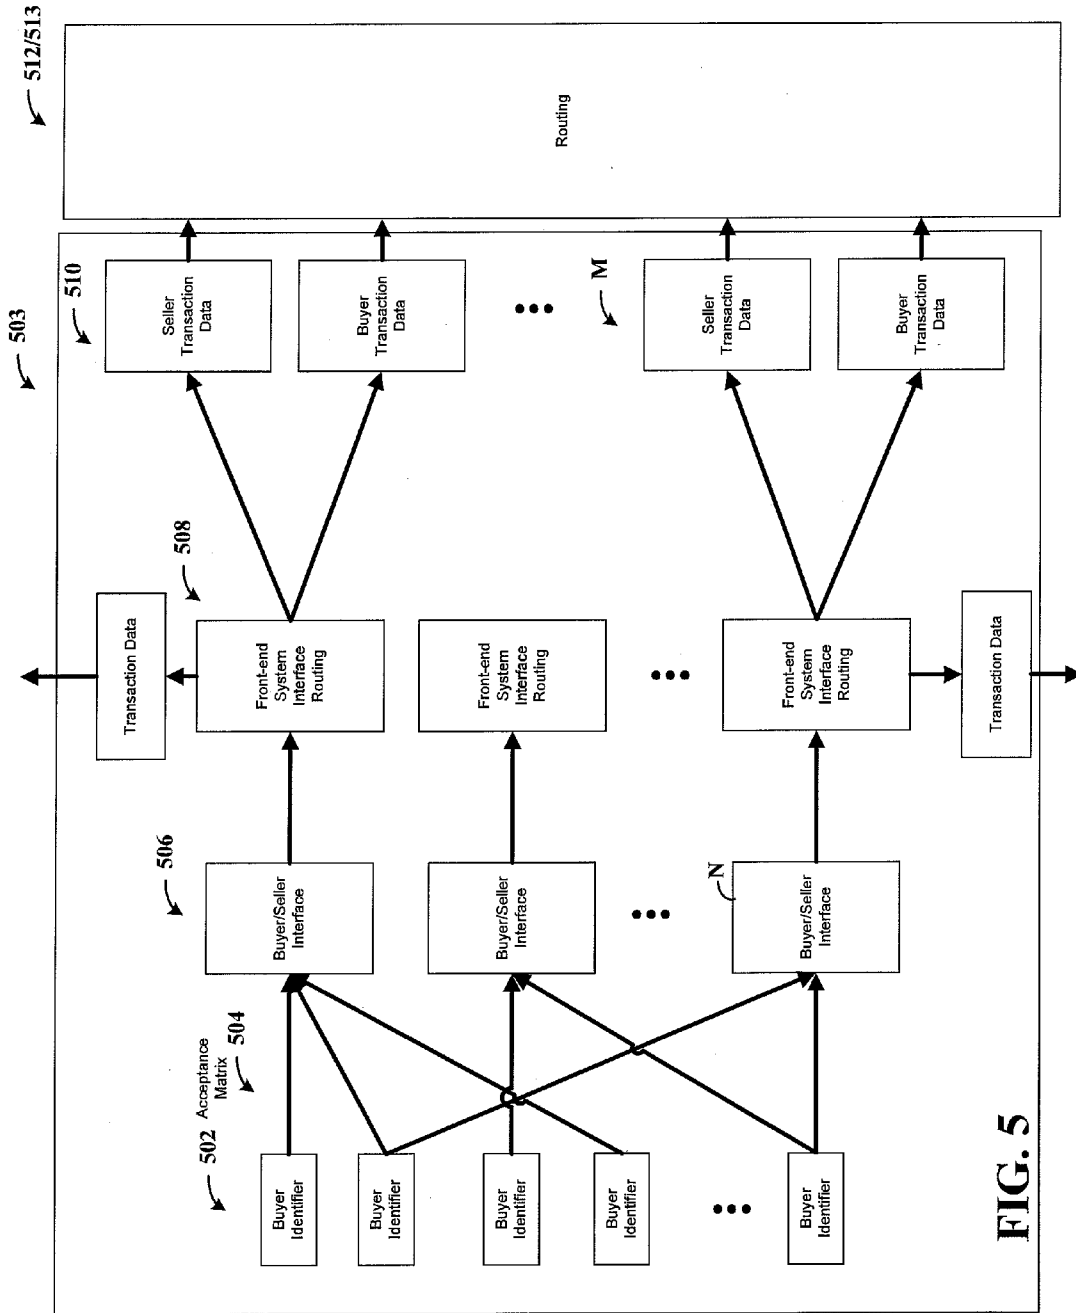 512/513
Routing
503
510
Seller
Transaction
Data
Buyer
Transaction
Data
M
Seller
Transaction
Data
Buyer
Transaction
Data
508
Transaction Data
Front-end
System
Interface
Routing
Front-end
System
Interface
Routing
Front-end
System
Interface
Routing
Transaction Data
506
Buyer/Seller
Interface
Buyer/Seller
Interface
N
Buyer/Seller
Interface
502
Acceptance
Matrix
504
Buyer
Identifier
Buyer
Identifier
Buyer
Identifier
Buyer
Identifier
Buyer
Identifier
FIG. 5